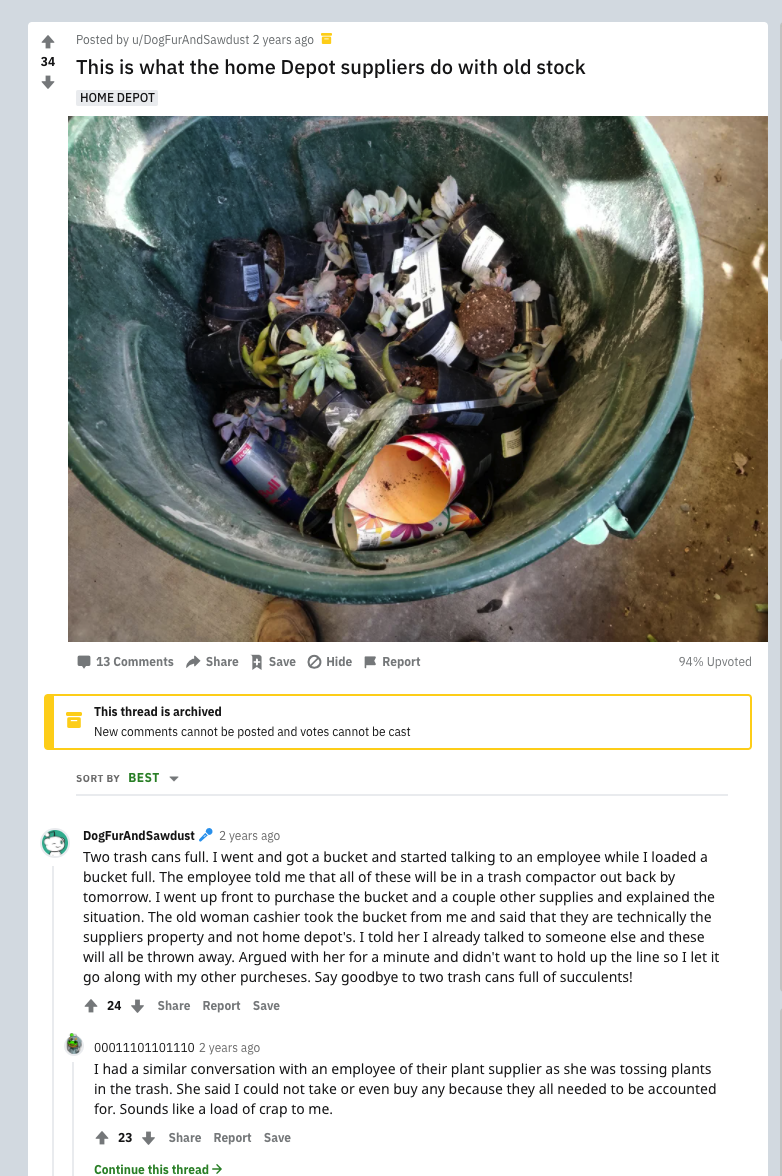 Posted by u/DogFurAndSawdust 2 years ago
34
This is what the home Depot suppliers do with old stock
HOME DEPOT
13 Comments Share Save Hide Report 94% Upvoted
This thread is archived
New comments cannot be posted and votes cannot be cast
SORT BY BEST
DogFurAndSawdust 2 years ago
Two trash cans full. I went and got a bucket and started talking to an employee while I loaded a
bucket full. The employee told me that all of these will be in a trash compactor out back by
tomorrow. I went up front to purchase the bucket and a couple other supplies and explained the
situation. The old woman cashier took the bucket from me and said that they are technically the
suppliers property and not home depot's. I told her I already talked to someone else and these
will all be thrown away. Argued with her for a minute and didn't want to hold up the line so I let it
go along with my other purcheses. Say goodbye to two trash cans full of succulents!
24 Share Report Save
00011101101110 2 years ago
I had a similar conversation with an employee of their plant supplier as she was tossing plants
in the trash. She said I could not take or even buy any because they all needed to be accounted
for. Sounds like a load of crap to me.
23 Share Report Save
Continue this thread